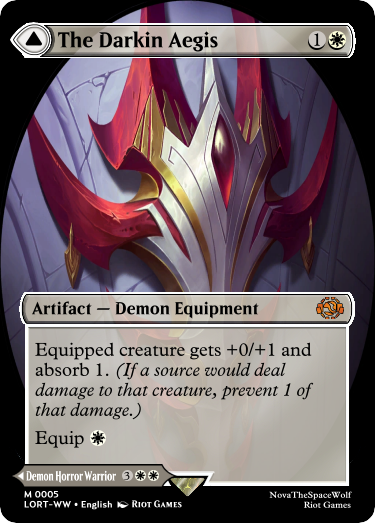 The Darkin Aegis 1
Artifact — Demon Equipment
Equipped creature gets +0/+1 and
absorb 1. (If a source would deal
damage to that creature, prevent 1 of
that damage.)
Equip
Demon Horror Warrior 3
M 0005
LORT-WW • English RIOT GAMES
NovaTheSpaceWolf
Riot Games